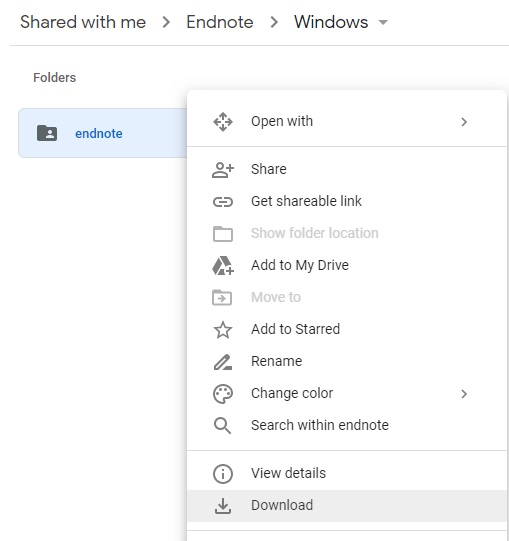 Shared with me > Endnote > Windows
Folders
endnote
Open with
Share
Get shareable link
Show folder location
Add to My Drive
Move to
Add to Starred
Rename
Change color
Search within endnote
View details
Download